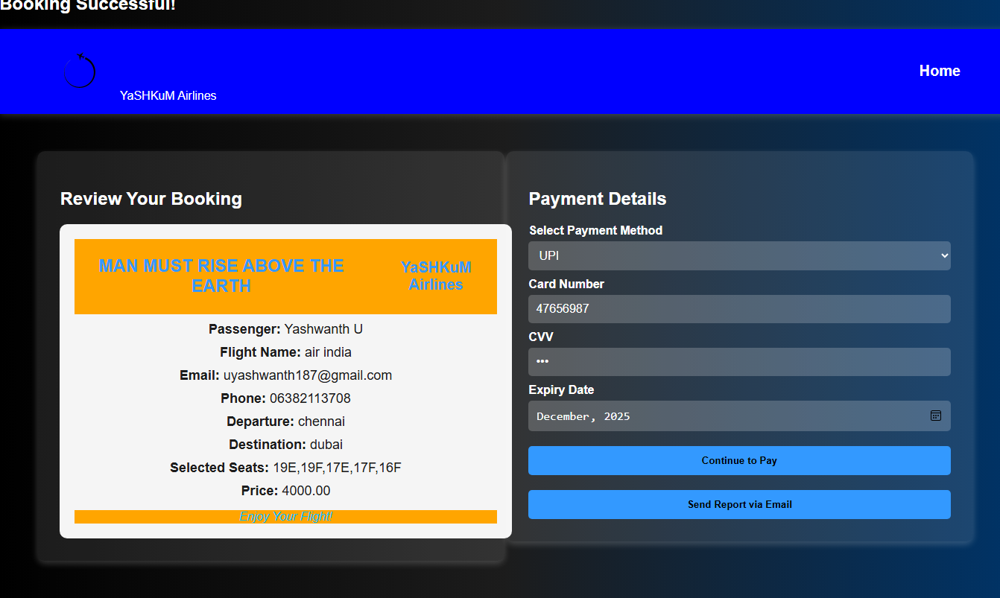 Booking Successful!
YaSHKuM Airlines
Home
Review Your Booking
MAN MUST RISE ABOVE THE
EARTH
YaSHKuM
Airlines
Passenger: Yashwanth U
Flight Name: air india
Email: uyashwanth187@gmail.com
Phone: 06382113708
Departure: chennai
Destination: dubai
Selected Seats: 19E,19F,17E,17F,16F
Price: 4000.00
Enjoy Your Flight!
Payment Details
Select Payment Method
UPI
Card Number
47656987
CVV
•••
Expiry Date
December, 2025
Continue to Pay
Send Report via Email